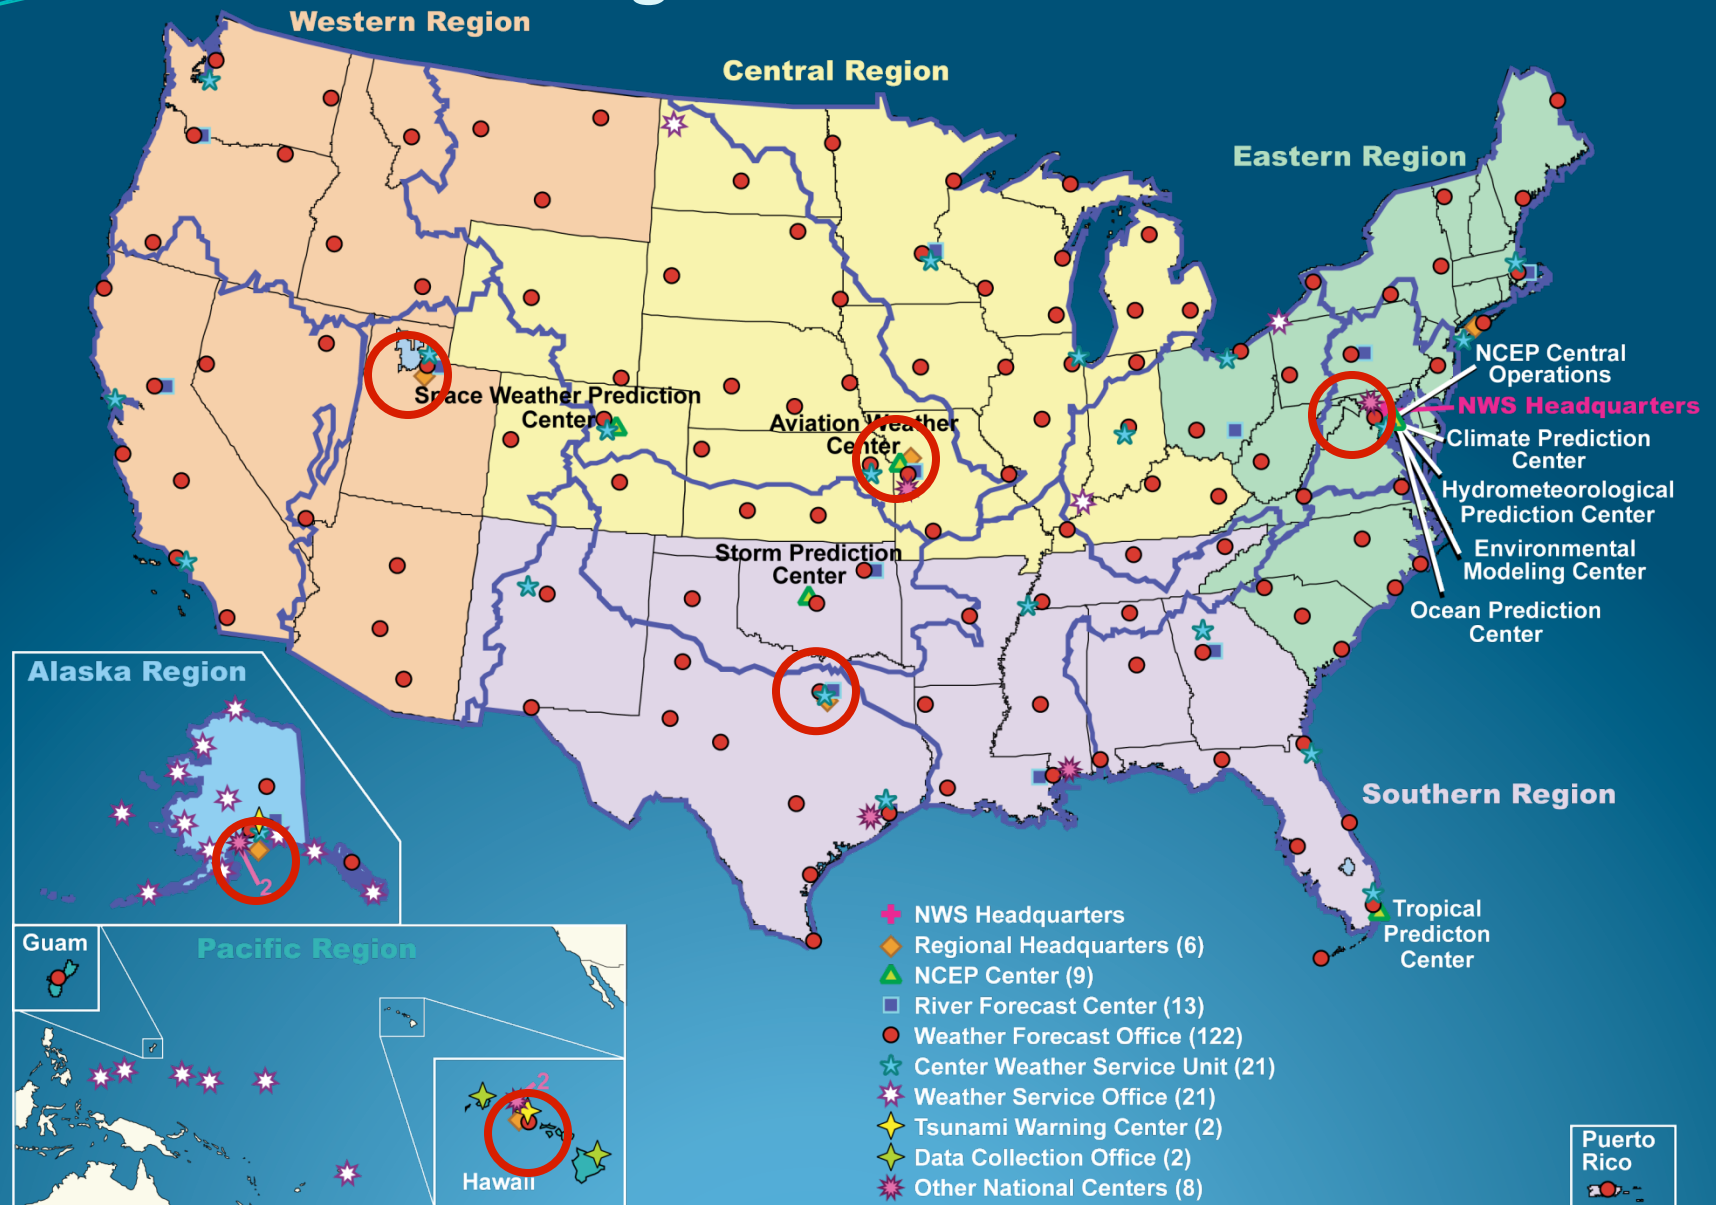 Western Region
Central Region
Eastern Region
NCEP Central
Operations
NWS Headquarters
Climate Prediction
Center
Hydrometeorological
Prediction Center
Environmental
Modeling Center
Ocean Prediction
Center
Space Weather Prediction
Center
Aviation Weather
Center
Storm Prediction
Center
Alaska Region
2
Southern Region
Tropical
Predicton
Center
Guam
Pacific Region
2
Hawaii
NWS Headquarters
Regional Headquarters (6)
NCEP Center (9)
River Forecast Center (13)
Weather Forecast Office (122)
Center Weather Service Unit (21)
Weather Service Office (21)
Tsunami Warning Center (2)
Data Collection Office (2)
Other National Centers (8)
Puerto
Rico